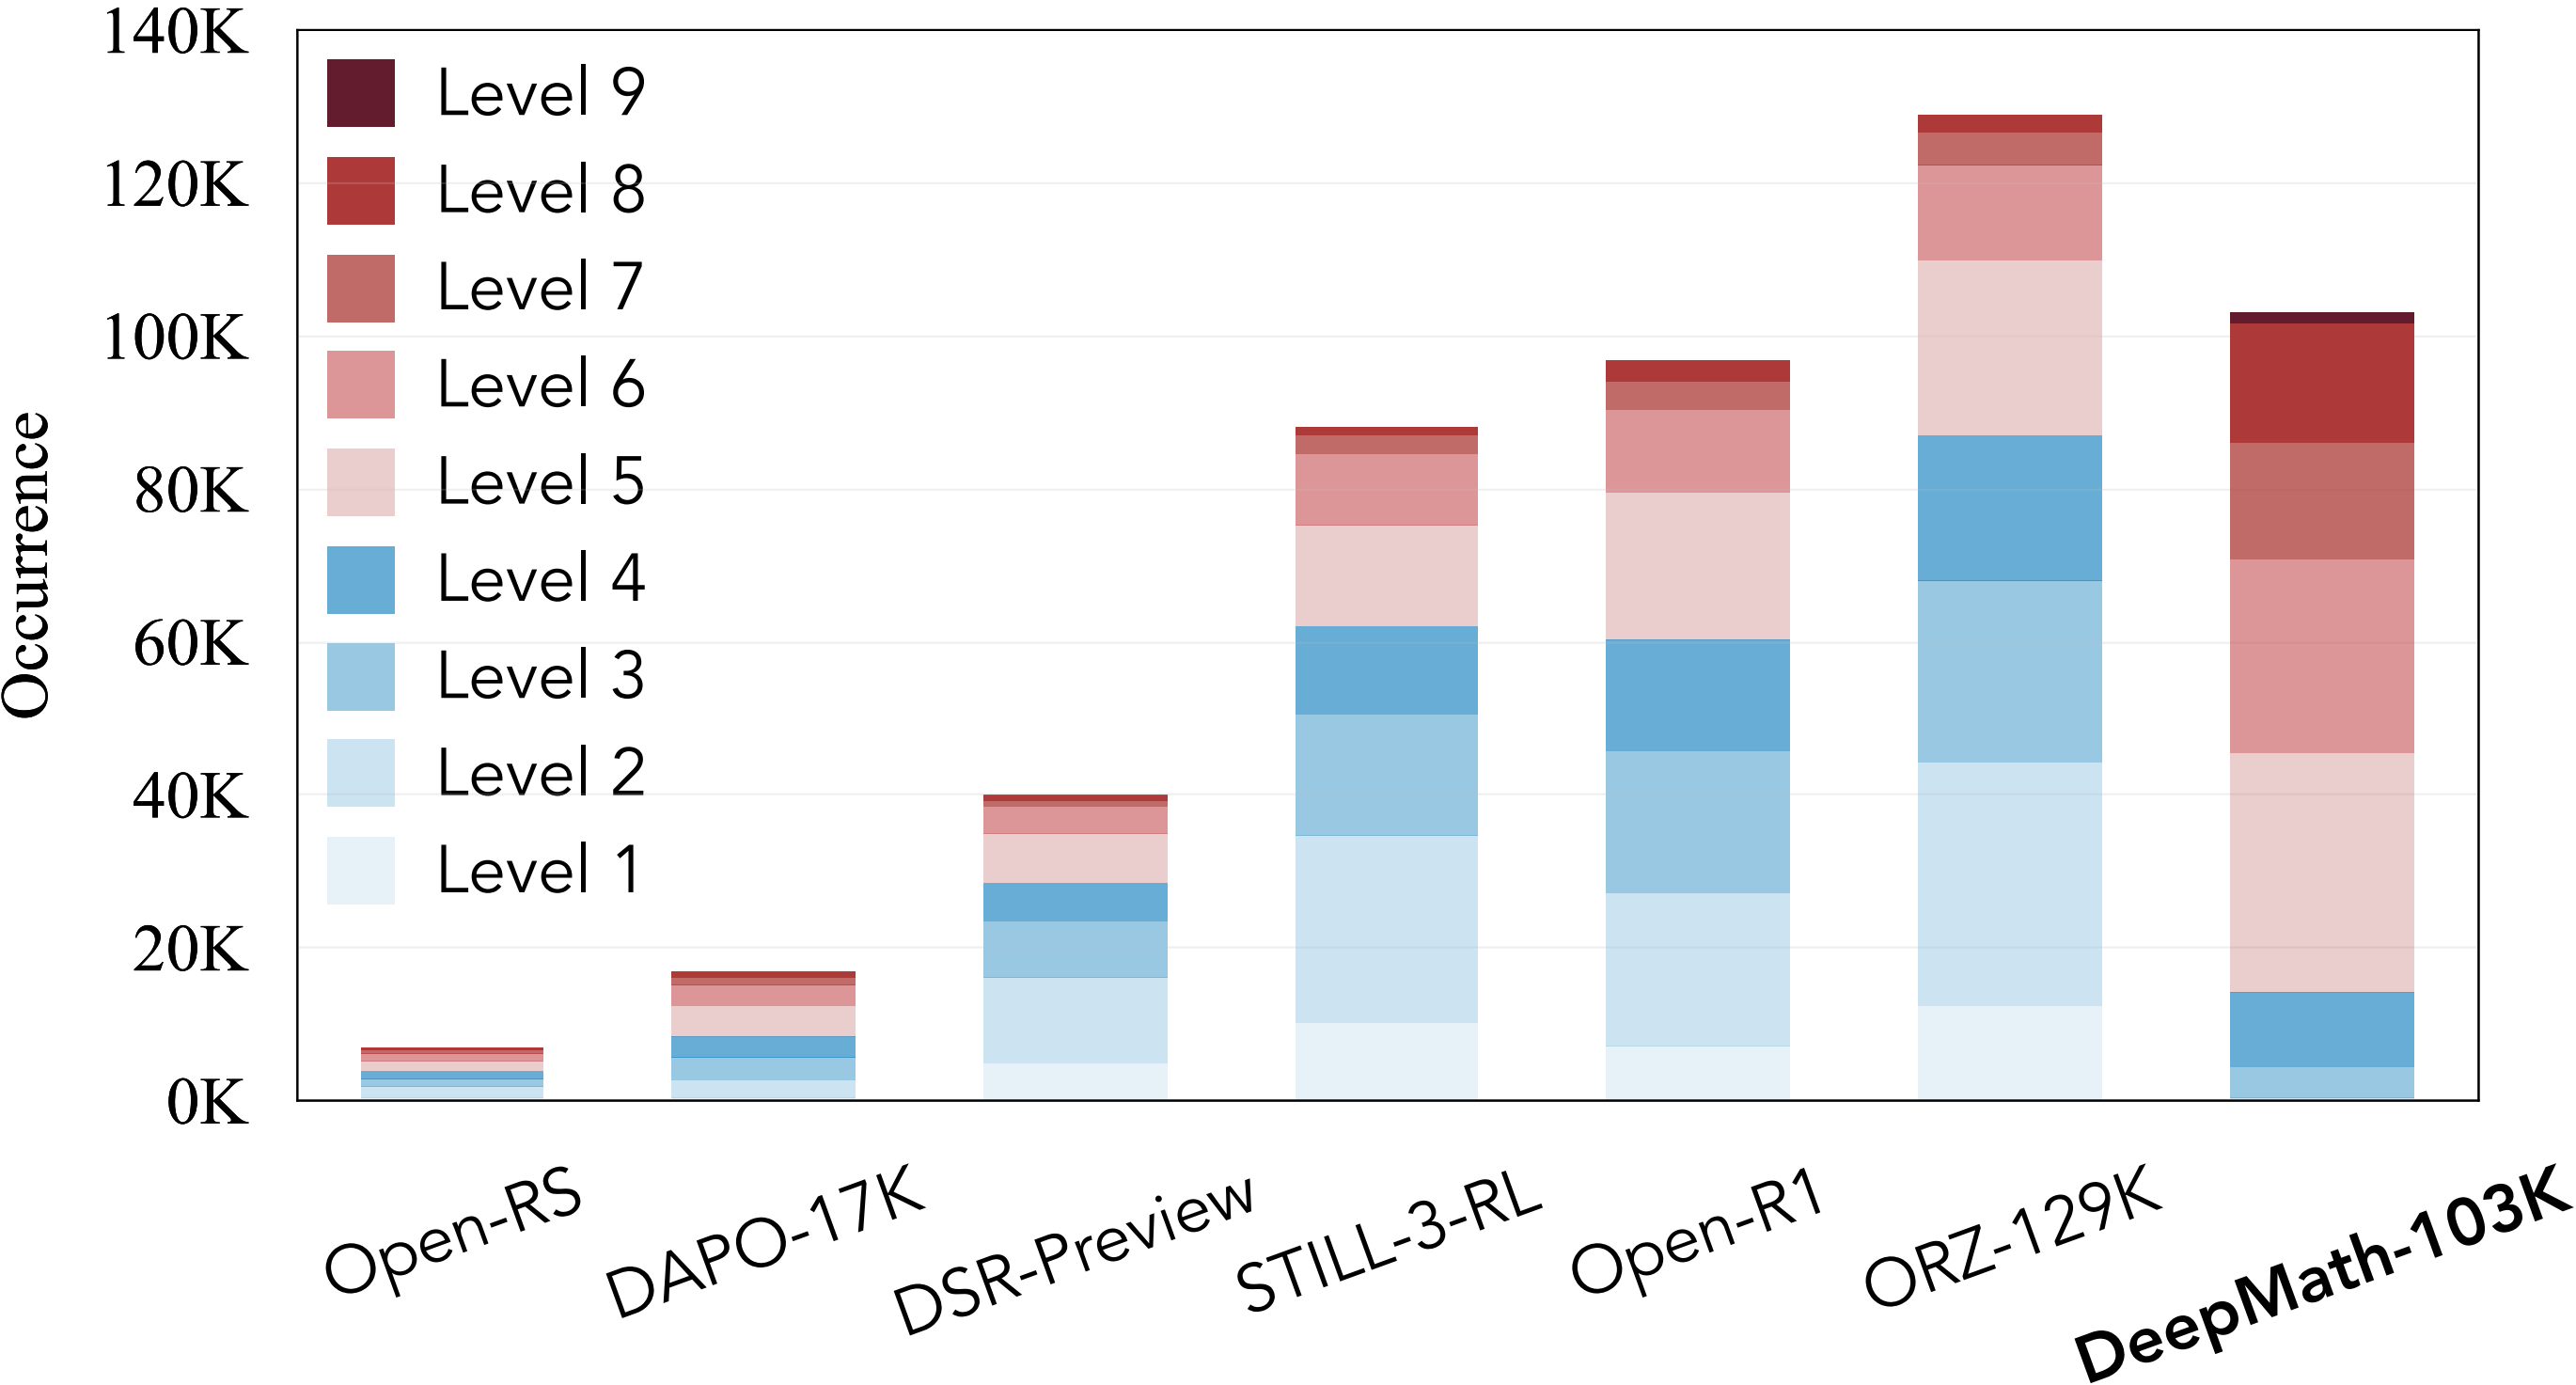 140K
120K
100K
80K
60K
40K
20K
0K
Occurrence
Level 9
Level 8
Level 7
Level 6
Level 5
Level 4
Level 3
Level 2
Level 1
Open-RS
DAPO-17K
DSR-Preview
STILL-3-RL
Open-R1
ORZ-129K
DeepMath-103K